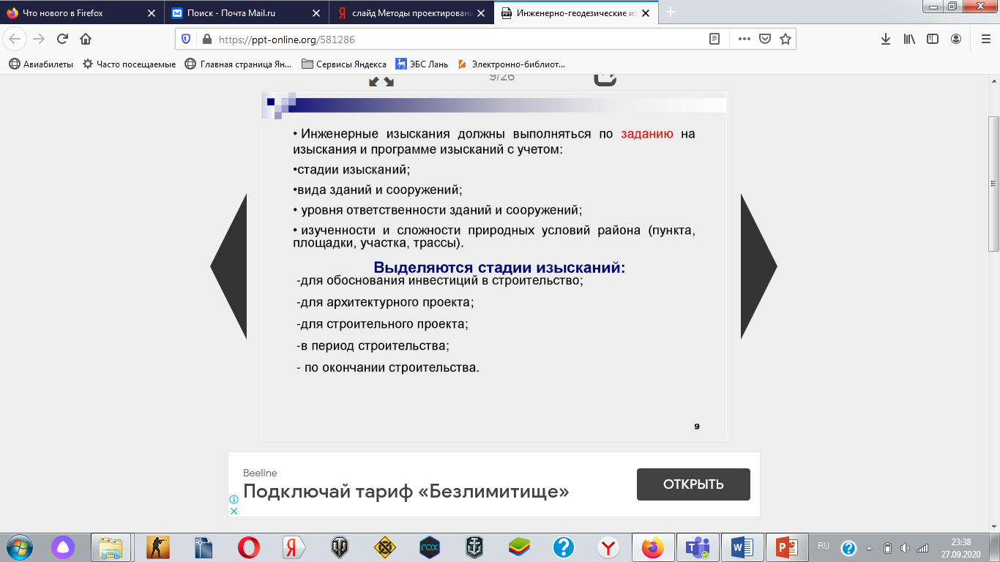 Что нового в Firefox
Поиск - Почта Mail.ru
слайд Методы проектирован
Инженерно-геодезические из
https://ppt-online.org/581286
Авиабилеты
Часто посещаемые
Главная страница Ян...
Сервисы Яндекса
ЭБС Лань
Электронно-библиот...
9/26
• Инженерные изыскания должны выполняться по заданию на
изыскания и программе изысканий с учетом:
•стадии изысканий;
•вида зданий и сооружений;
• уровня ответственности зданий и сооружений;
• изученности и сложности природных условий района (пункта,
площадки, участка, трассы).
Выделяются стадии изысканий:
-для обоснования инвестиций в строительство;
-для архитектурного проекта;
-для строительного проекта;
-в период строительства;
- по окончании строительства.
9
Beeline
Подключай тариф «Безлимитище»
ОТКРЫТЬ
RU
23:38
27.09.2020